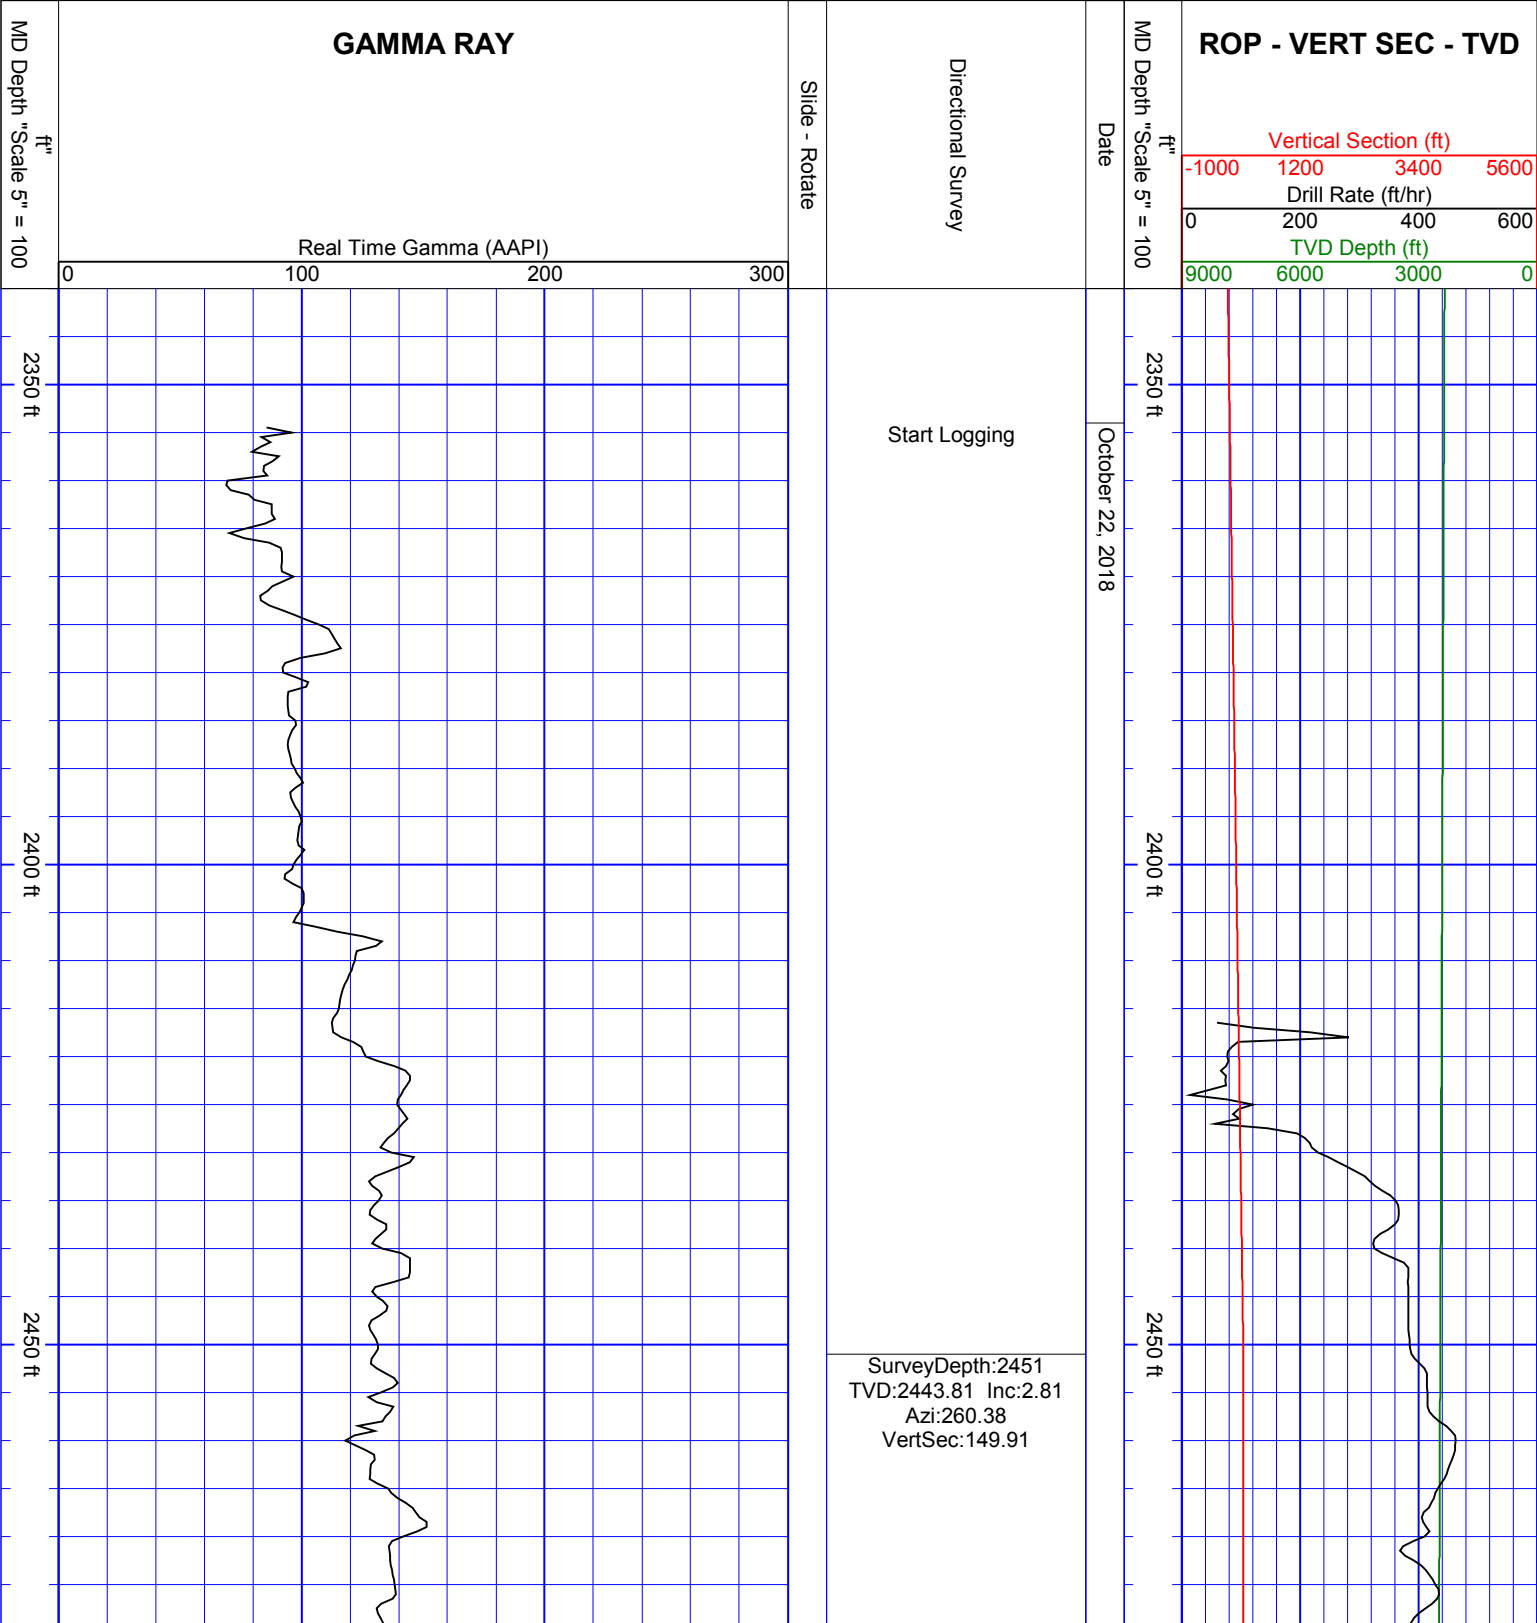 MD Depth "Scale 5" = 100
ft"
GAMMA RAY
Real Time Gamma (AAPI)
0 100 200 300
Slide - Rotate
Directional Survey
Date
MD Depth "Scale 5" = 100
ft"
ROP - VERT SEC - TVD
Vertical Section (ft)
-1000 1200 3400 5600
Drill Rate (ft/hr)
0 200 400 600
TVD Depth (ft)
9000 6000 3000 0
2350 ft
2350 ft
Start Logging
October 22, 2018
2400 ft
2400 ft
2450 ft
2450 ft
SurveyDepth:2451
TVD:2443.81 Inc:2.81
Azi:260.38
VertSec:149.91